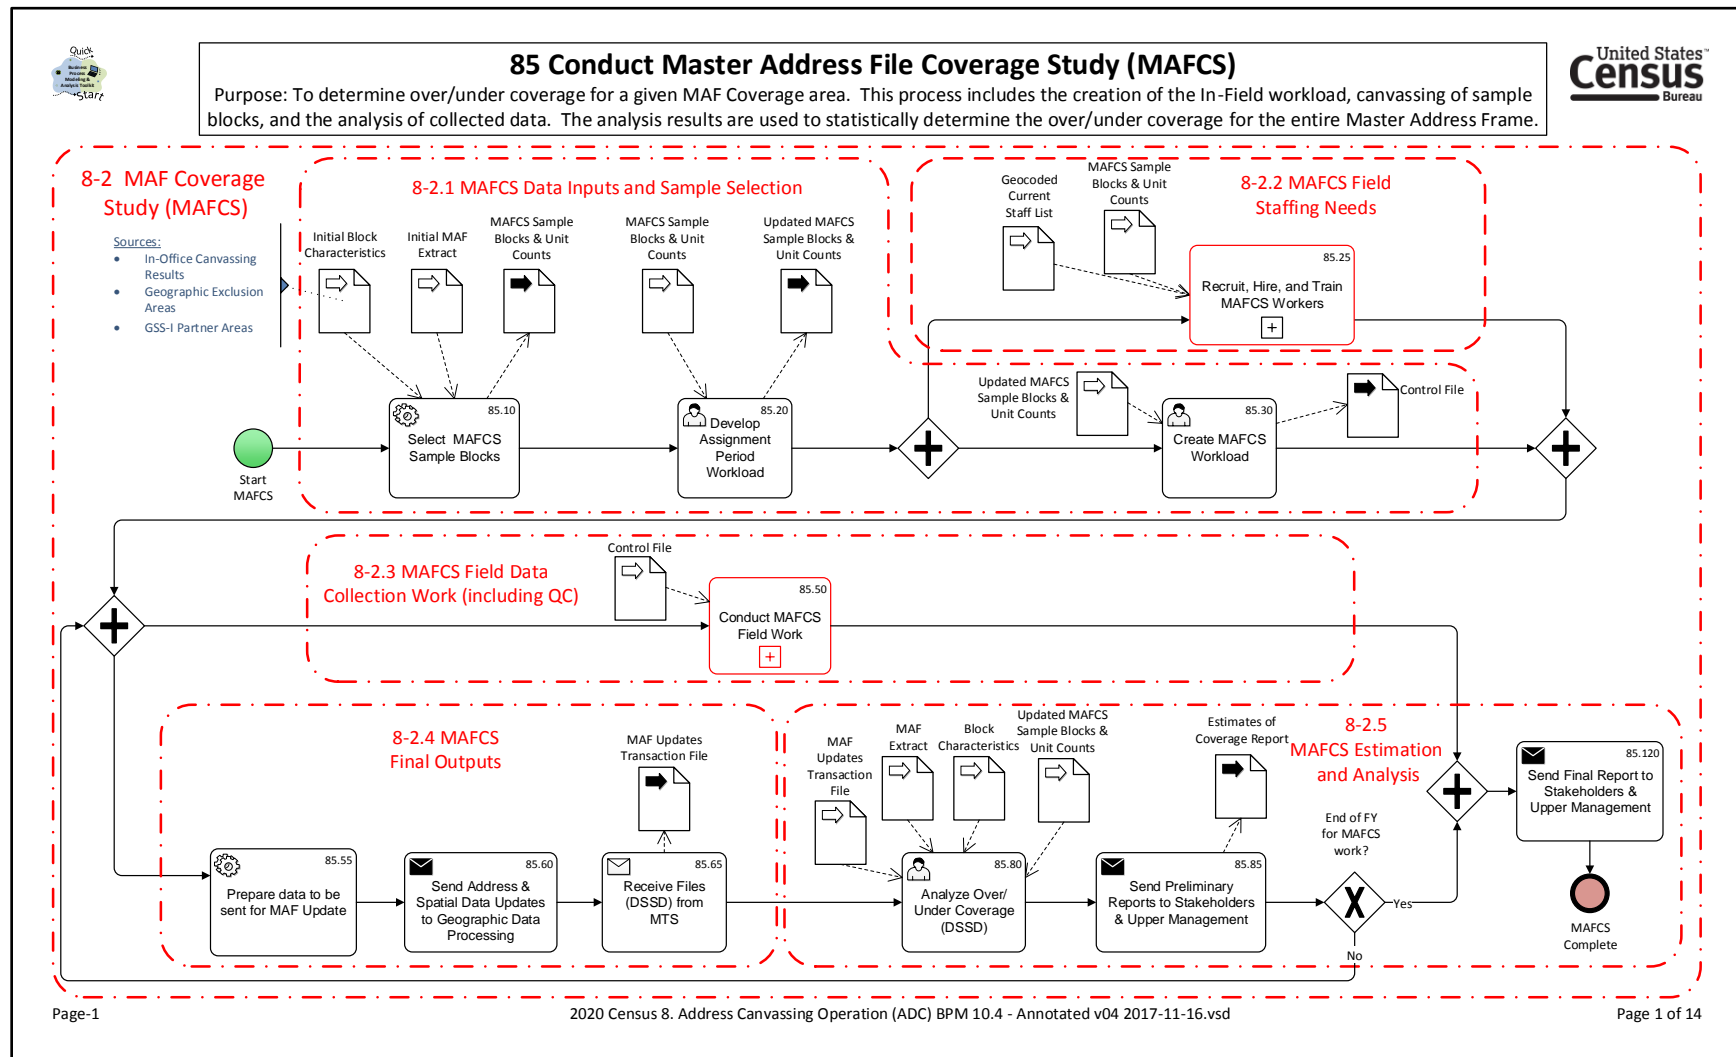 Quick
Business
Process
Modeling &
Analysis Toolkit
Start
85 Conduct Master Address File Coverage Study (MAFCS)
Purpose: To determine over/under coverage for a given MAF Coverage area. This process includes the creation of the In-Field workload, canvassing of sample
blocks, and the analysis of collected data. The analysis results are used to statistically determine the over/under coverage for the entire Master Address Frame.
United States™
Census
Bureau
8-2 MAF Coverage
Study (MAFCS)
Sources:
• In-Office Canvassing
Results
• Geographic Exclusion
Areas
• GSS-I Partner Areas
8-2.1 MAFCS Data Inputs and Sample Selection
Initial Block
Characteristics
Initial MAF
Extract
MAFCS Sample
Blocks & Unit
Counts
MAFCS Sample
Blocks & Unit
Counts
Updated MAFCS
Sample Blocks &
Unit Counts
8-2.2 MAFCS Field
Staffing Needs
Geocoded
Current
Staff List
MAFCS Sample
Blocks & Unit
Counts
85.25
Recruit, Hire, and Train
MAFCS Workers
Start
MAFCS
85.10
Select MAFCS
Sample Blocks
85.20
Develop
Assignment
Period
Workload
Updated MAFCS
Sample Blocks &
Unit Counts
85.30
Create MAFCS
Workload
Control File
8-2.3 MAFCS Field Data
Collection Work (including QC)
Control File
85.50
Conduct MAFCS
Field Work
8-2.4 MAFCS
Final Outputs
MAF Updates
Transaction File
85.55
Prepare data to be
sent for MAF Update
85.60
Send Address &
Spatial Data Updates
to Geographic Data
Processing
85.65
Receive Files
(DSSD) from
MTS
8-2.5
MAFCS Estimation
and Analysis
MAF
Updates
Transaction
File
MAF
Extract
Block
Characteristics
Updated MAFCS
Sample Blocks &
Unit Counts
Estimates of
Coverage Report
85.80
Analyze Over/
Under Coverage
(DSSD)
85.85
Send Preliminary
Reports to Stakeholders
& Upper Management
End of FY
for MAFCS
work?
Yes
No
85.120
Send Final Report to
Stakeholders &
Upper Management
MAFCS
Complete
Page-1
2020 Census 8. Address Canvassing Operation (ADC) BPM 10.4 - Annotated v04 2017-11-16.vsd
Page 1 of 14